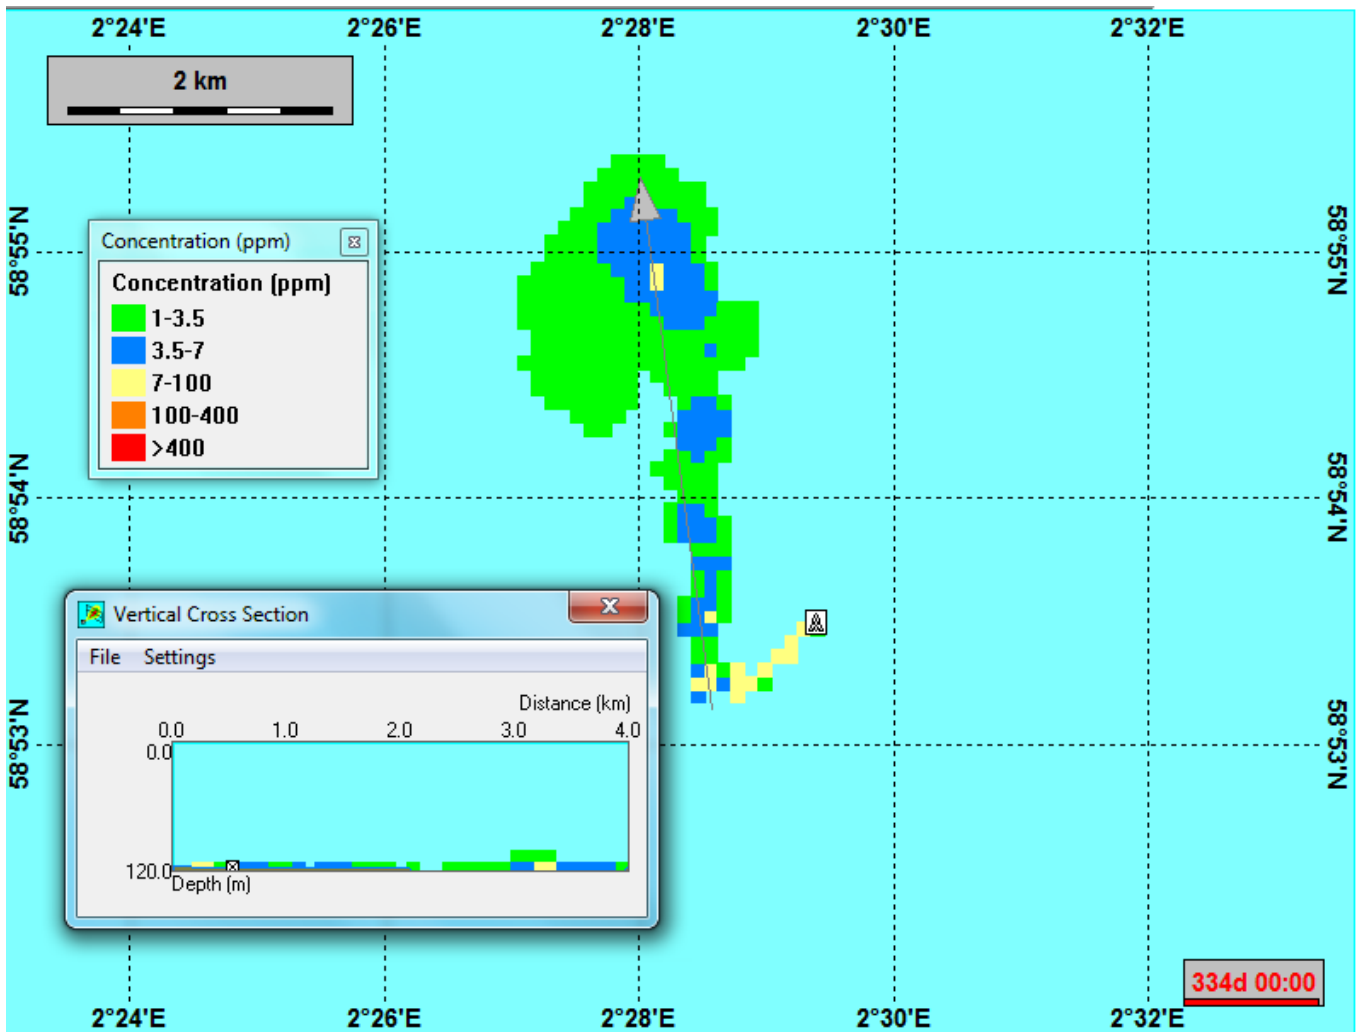 2°24'E 2°26'E 2°28'E 2°30'E 2°32'E
2 km
58°55'N
58°55'N
Concentration (ppm)
Concentration (ppm)
1-3.5
3.5-7
7-100
100-400
>400
58°54'N
58°54'N
Vertical Cross Section
File Settings
Distance (km)
0.0 1.0 2.0 3.0 4.0
0.0
120.0
Depth (m)
58°53'N
58°53'N
334d 00:00
2°24'E 2°26'E 2°28'E 2°30'E 2°32'E